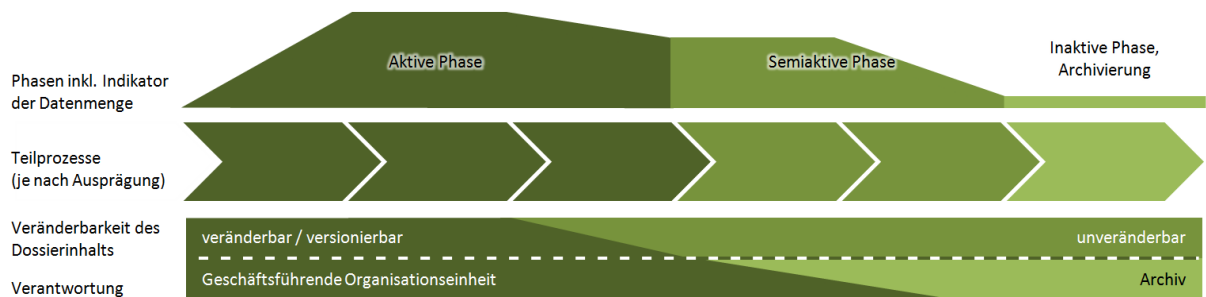 Phasen inkl. Indikator
der Datenmenge
Aktive Phase
Semiaktive Phase
Inaktive Phase,
Archivierung
Teilprozesse
(je nach Ausprägung)
Veränderbarkeit des
Dossierinhalts
veränderbar / versionierbar
unveränderbar
Verantwortung
Geschäftsführende Organisationseinheit
Archiv